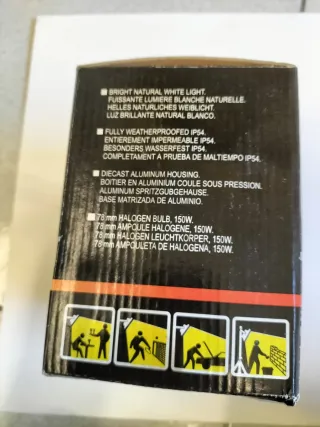 BRIGHT NATURAL WHITE LIGHT.
FUISSANTE LUMIERE BLANCHE NATURELLE.
HELLES NATURLICHES WEIBLICHT.
LUZ BRILLANTE NATURAL BLANCO.
FULLY WEATHERPROOFED IP54.
ENTIEREMENT IMPERMEABLE IP54.
BESONDERS WASSERFEST IP54.
COMPLETAMENT A PRUEBA DE MALTIEMPO IP54.
DIECAST ALUMINUM HOUSING.
BOITIER EN ALUMINIUM COULE SOUS PRESSION.
ALUMINUM SPRITZGUBGEHAUSE.
BASE MATRIZADA DE ALUMINIO.
78 mm HALOGEN BULB, 150W.
78 mm AMPOULE HALOGENE, 150W.
78 mm HALOGEN LEUCHTKORPER, 150W.
78 mm AMPOULETA DE HALOGENA, 150W.